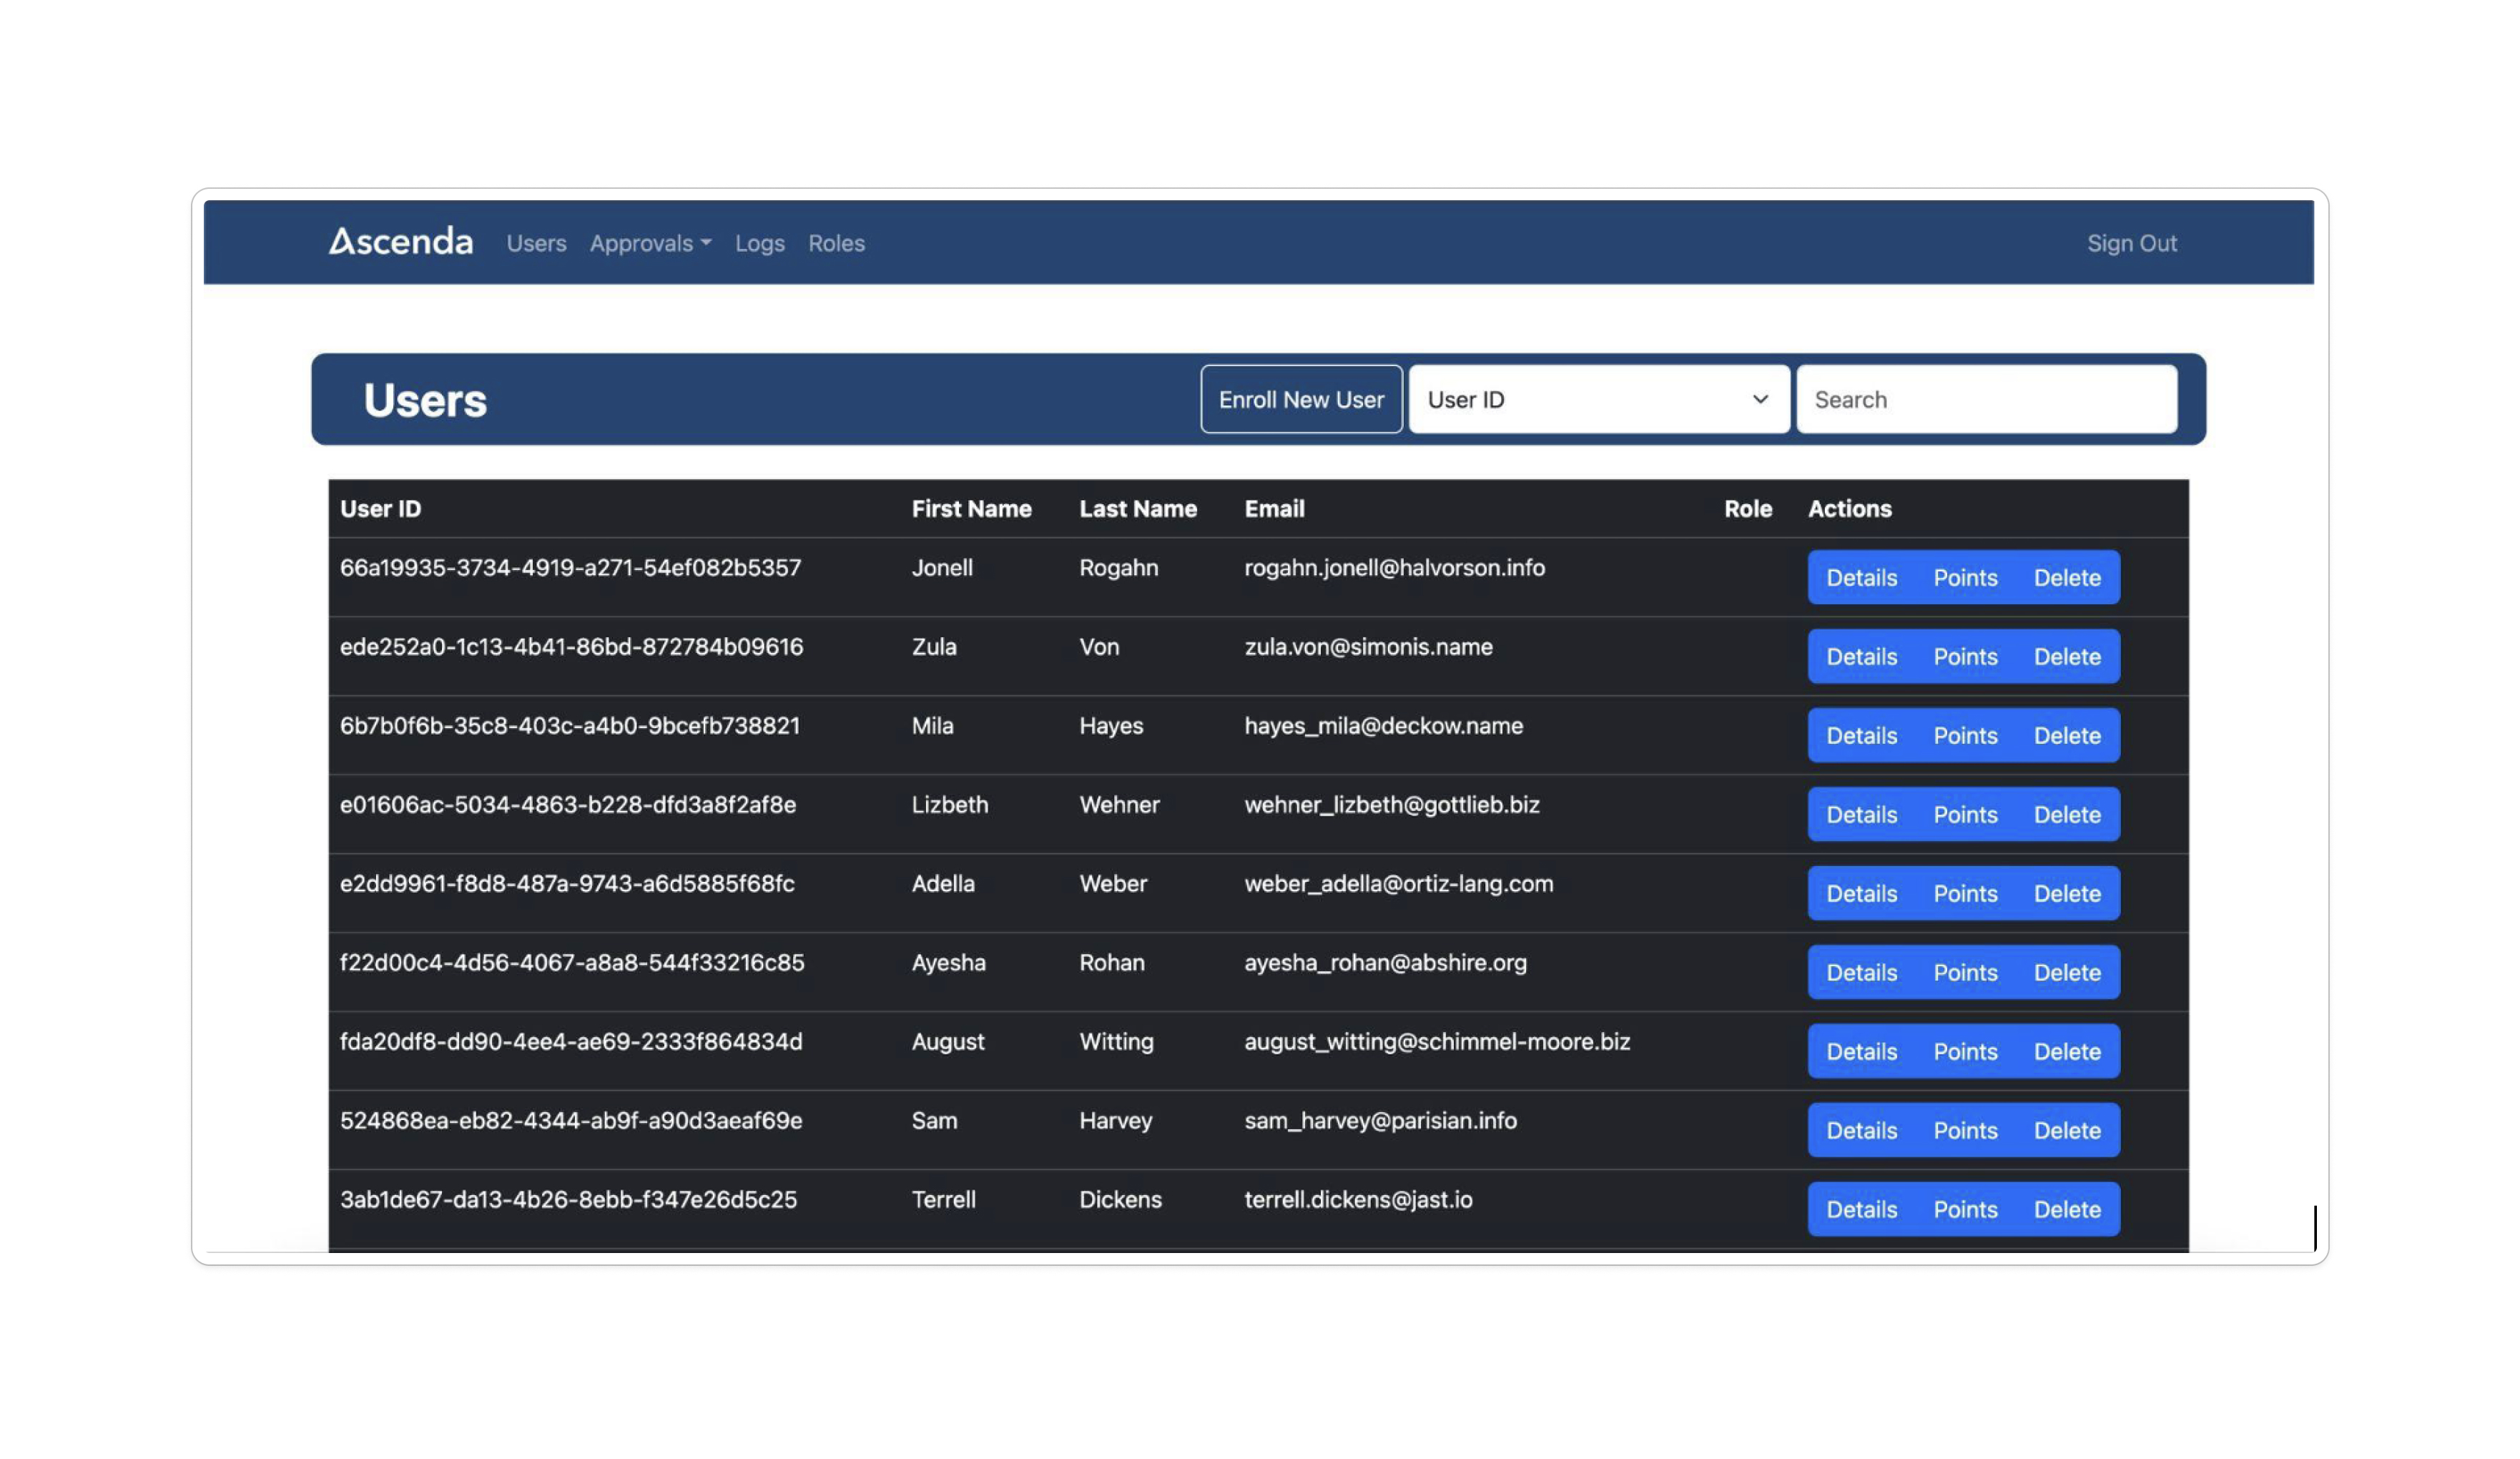 Ascenda Users Approvals Logs Roles Sign Out
Users Enroll New User User ID Search
User ID First Name Last Name Email Role Actions
66a19935-3734-4919-a271-54ef082b5357 Jonell Rogahn rogahn.jonell@halvorson.info Details Points Delete
ede252a0-1c13-4b41-86bd-872784b09616 Zula Von zula.von@simonis.name Details Points Delete
6b7b0f6b-35c8-403c-a4b0-9bcefb738821 Mila Hayes hayes_mila@deckow.name Details Points Delete
e01606ac-5034-4863-b228-dfd3a8f2af8e Lizbeth Wehner wehner_lizbeth@gottlieb.biz Details Points Delete
e2dd9961-f8d8-487a-9743-a6d5885f68fc Adella Weber weber_adella@ortiz-lang.com Details Points Delete
f22d00c4-4d56-4067-a8a8-544f33216c85 Ayesha Rohan ayesha_rohan@abshire.org Details Points Delete
fda20df8-dd90-4ee4-ae69-2333f864834d August Witting august_witting@schimmel-moore.biz Details Points Delete
524868ea-eb82-4344-ab9f-a90d3aeaf69e Sam Harvey sam_harvey@parisian.info Details Points Delete
3ab1de67-da13-4b26-8ebb-f347e26d5c25 Terrell Dickens terrell.dickens@jast.io Details Points Delete